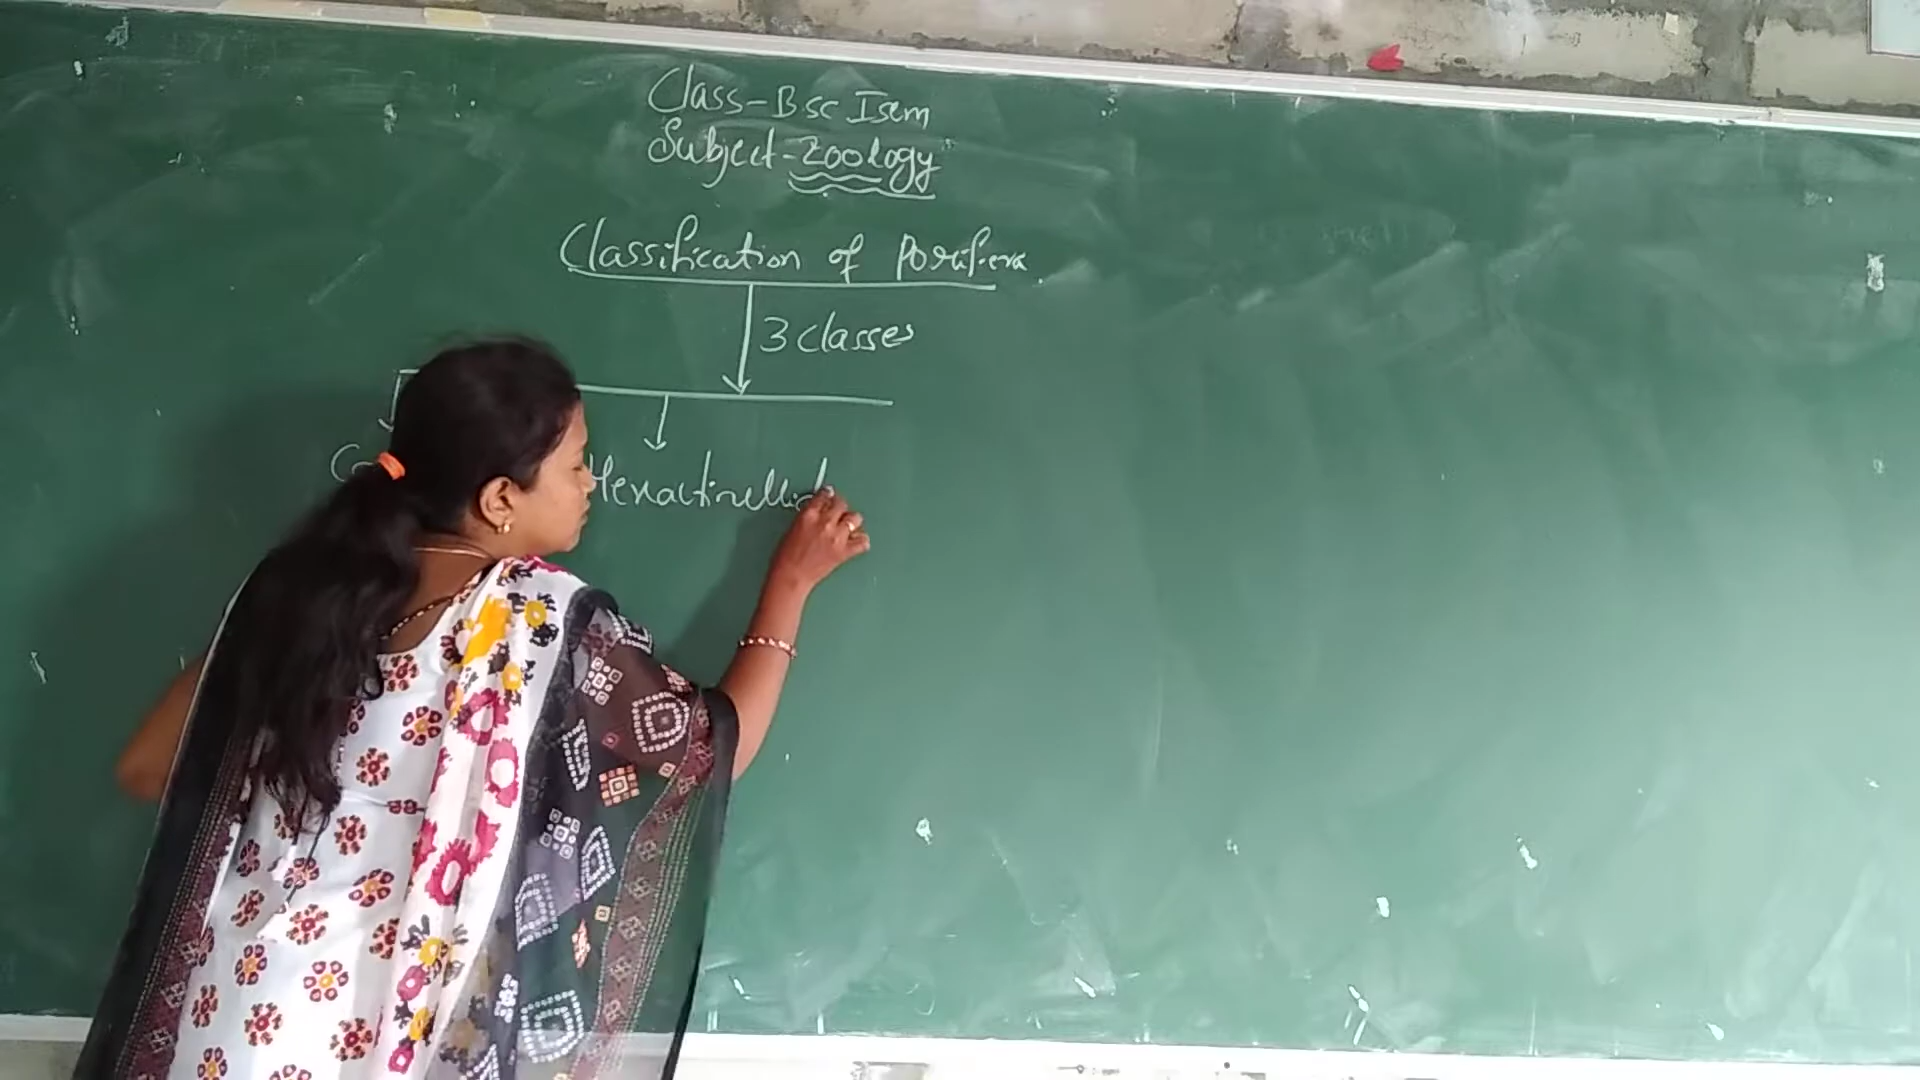 Class-Bsc Isem
Subject-Zoology
Classification of Porifera
3 classes
Hexactinellid